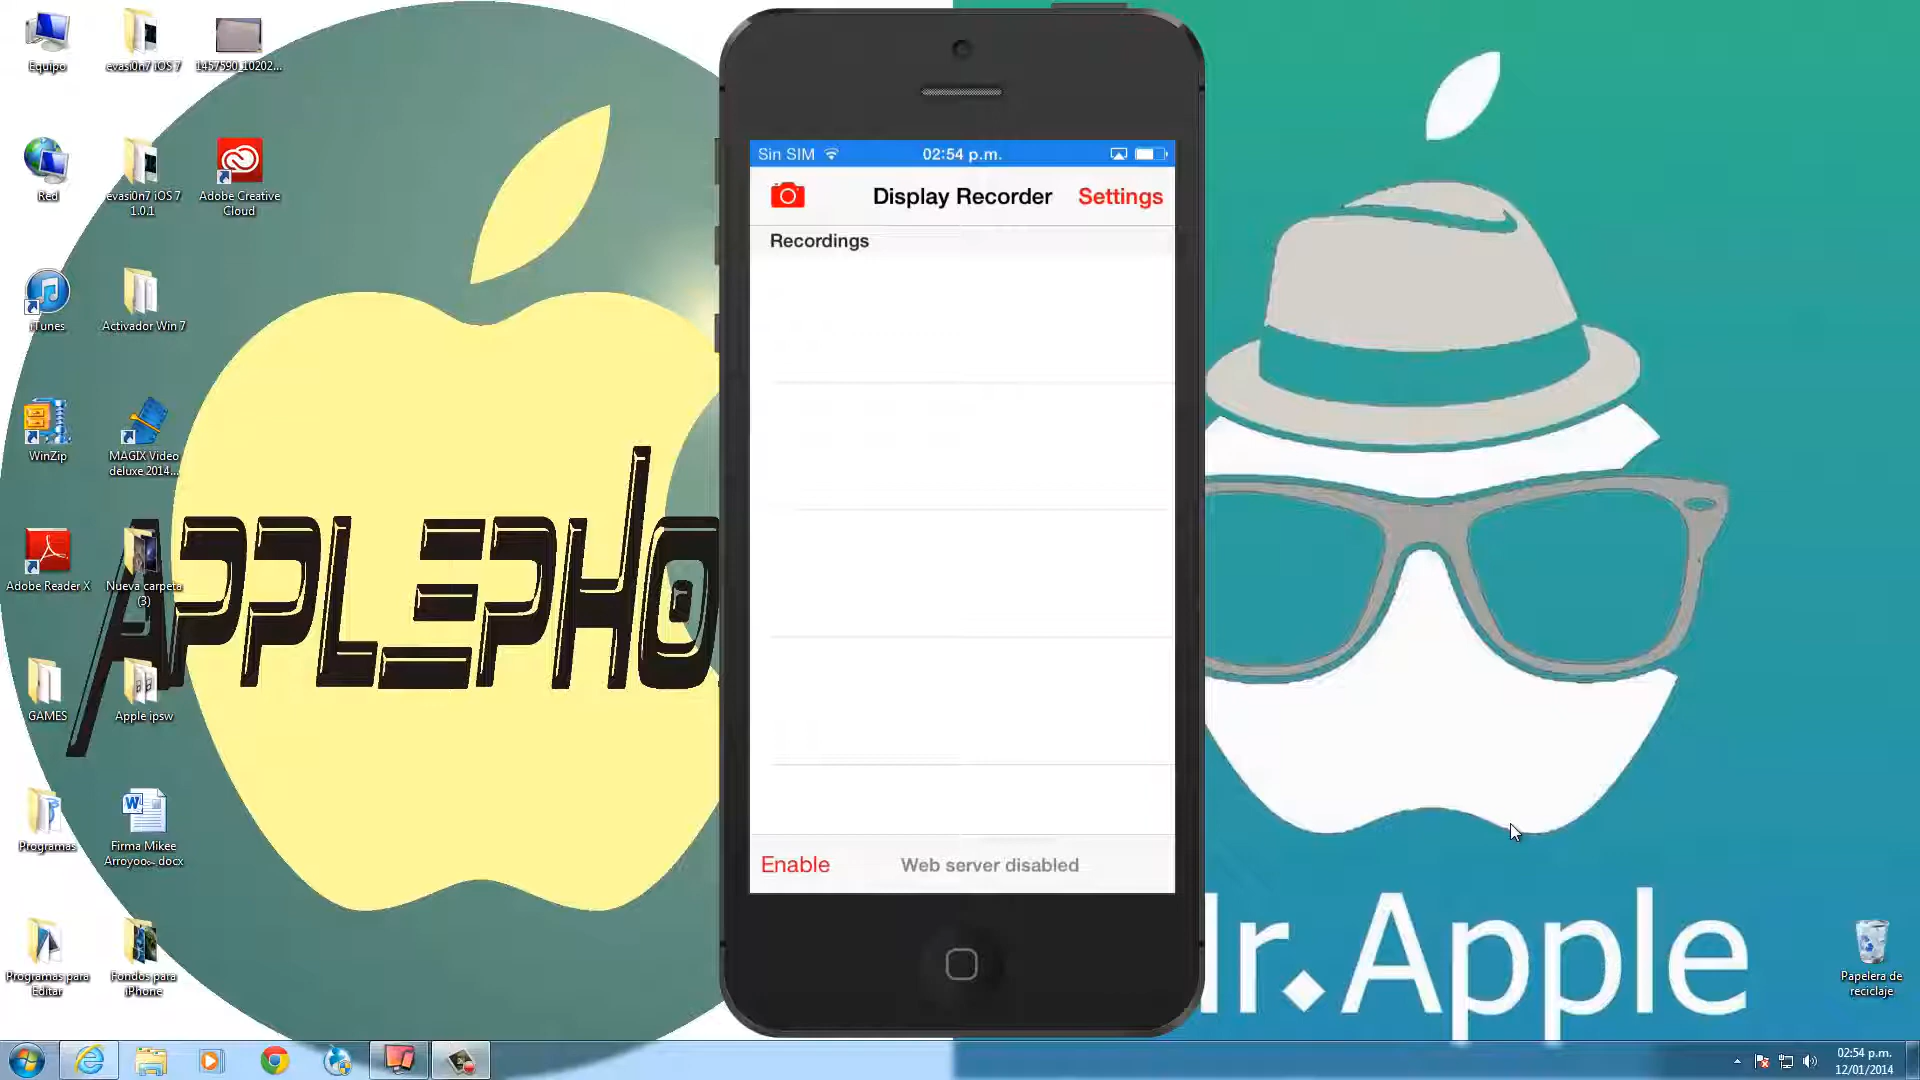 Equipo
evasi0n7 iOS 7
1457590_10202...
Red
evasi0n7 iOS 7
1.0.1
Adobe Creative
Cloud
iTunes
Activador Win 7
WinZip
MAGIX Video
deluxe 2014...
Adobe Reader X
Nueva carpeta
(3)
GAMES
Apple ipsw
Programas
Firma Mikee
Programas para
Editar
Fondos para
iPhone
APPLEPHO
Sin SIM
02:54 p.m.
Display Recorder
Settings
Recordings
Enable
Web server disabled
r.Apple
Papelera de
reciclaje
02:54 p.m.
12/01/2014